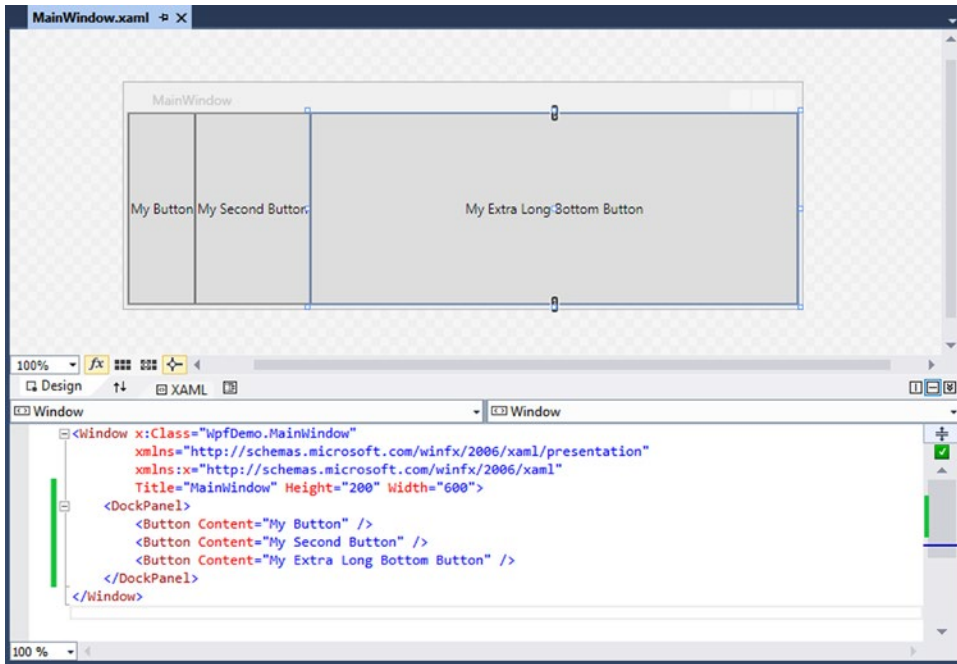 MainWindow.xaml
MainWindow
My Button
My Second Button
My Extra Long Bottom Button
100%
fx
Design
XAML
Window
Window
<Window x:Class="WpfDemo.MainWindow"
xmlns="http://schemas.microsoft.com/winfx/2006/xaml/presentation"
xmlns:x="http://schemas.microsoft.com/winfx/2006/xaml"
Title="MainWindow" Height="200" Width="600">
<DockPanel>
<Button Content="My Button" />
<Button Content="My Second Button" />
<Button Content="My Extra Long Bottom Button" />
</DockPanel>
</Window>
100 %